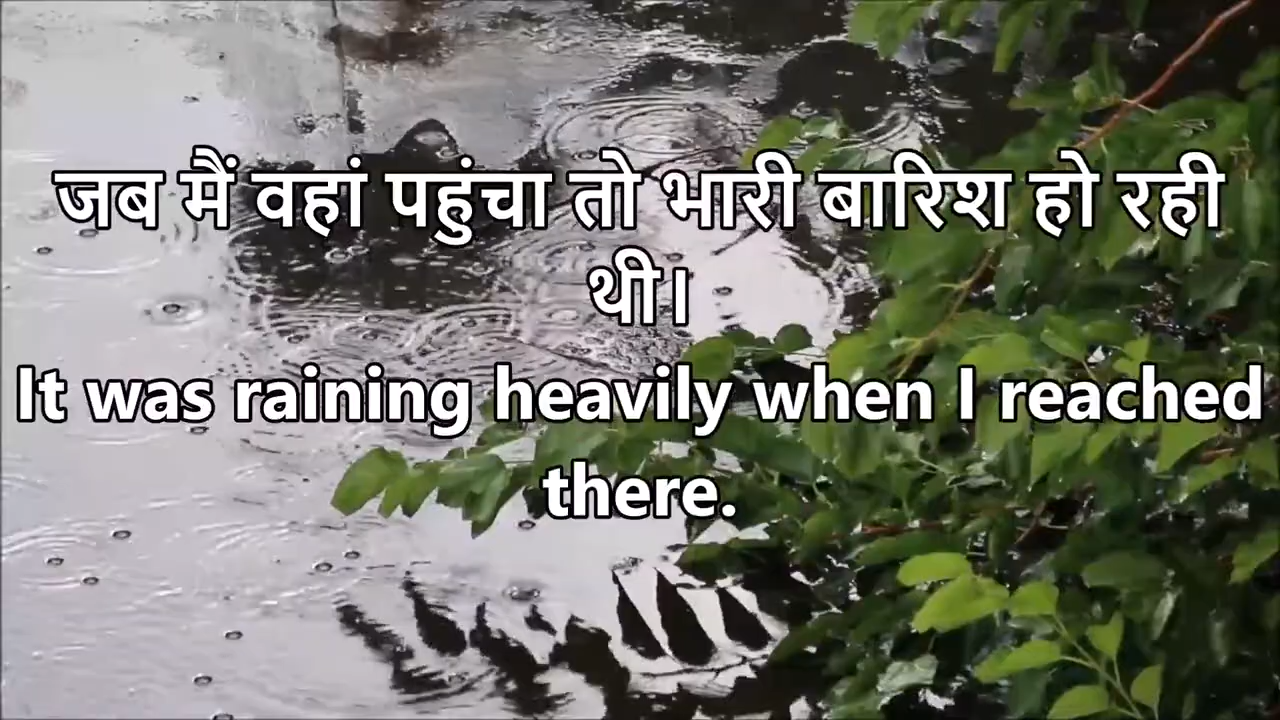 जब मैं वहां पहुंचा तो भारी बारिश हो रही
थी।
It was raining heavily when I reached
there.